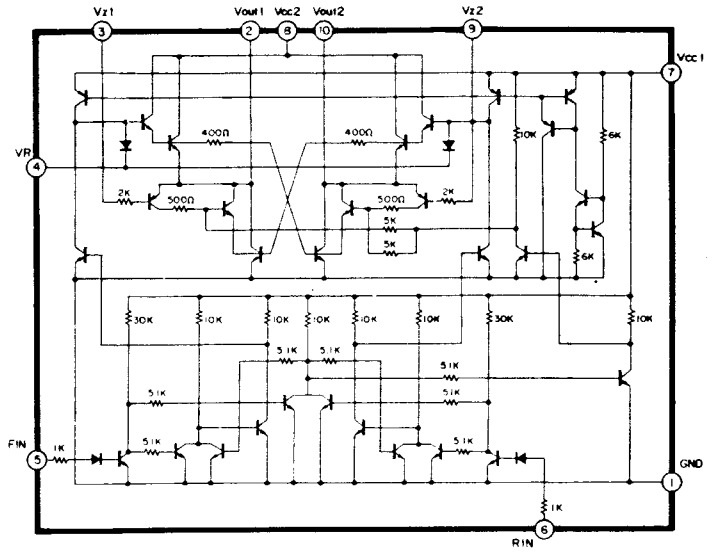 Vz1 Vout1 Vcc2 Vout2 Vz2
3 2 8 10 9
Vcc1
7
400Ω 400Ω 10K 6K
VR
4
2K 500Ω 500Ω 2K
5K
5K
6K
30K 10K 10K 10K 10K 10K 30K 10K
5.1K 5.1K
5.1K
5.1K 5.1K
FIN
5 1K 5.1K 5.1K
GND
1
1K
6
RIN